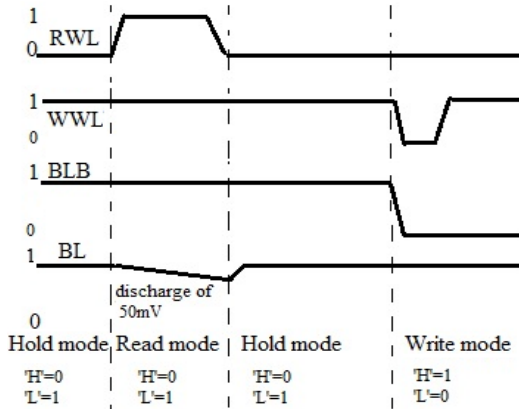 1
RWL
0
1
WWL
0
1 BLB
0
1 BL
discharge of
50mV
0
Hold mode Read mode Hold mode Write mode
'H'=0 'H'=0 'H'=0 'H'=1
'L'=1 'L'=1 'L'=1 'L'=0